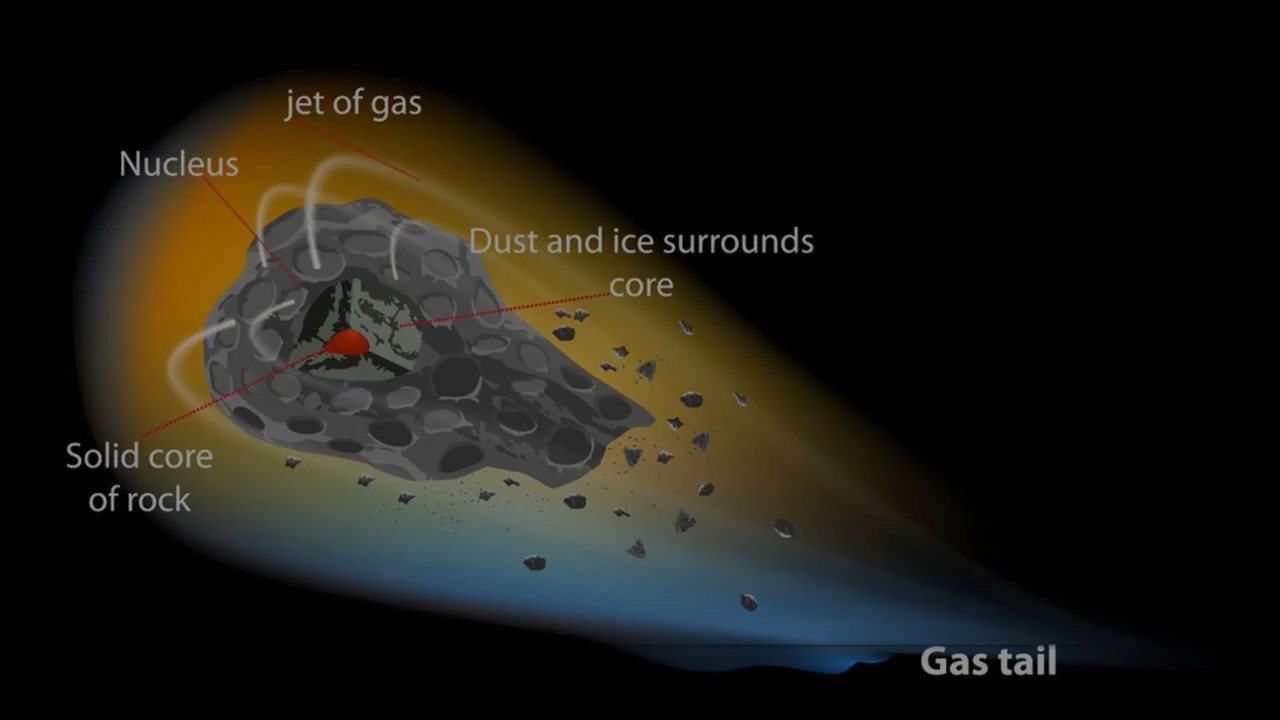 jet of gas
Nucleus
Dust and ice surrounds
core
Solid core
of rock
Gas tail